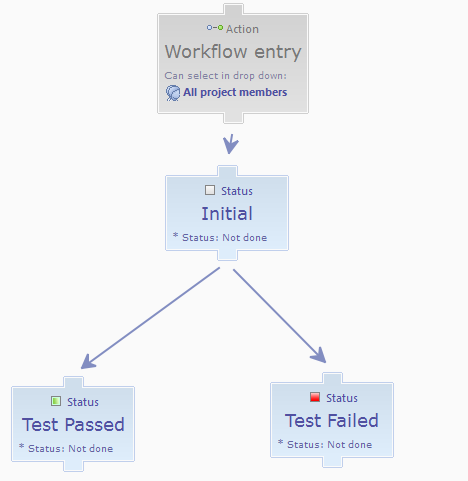 Action
Workflow entry
Can select in drop down:
All project members
Status
Initial
* Status: Not done
Status
Test Passed
* Status: Not done
Status
Test Failed
* Status: Not done